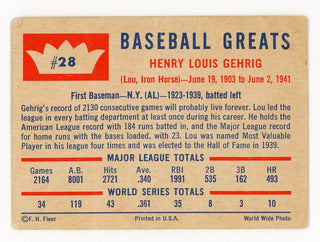 #28
BASEBALL GREATS
HENRY LOUIS GEHRIG
(Lou, Iron Horse)—June 19, 1903 to June 2, 1941
First Baseman—N.Y. (AL)—1923-1939, batted left
Gehrig's record of 2130 consecutive games will probably live forever. Lou led the
league in every batting department at least once during his career. He holds the
American League record with 184 runs batted in, and the major league record for
home runs with the bases loaded, with 23. Lou was named Most Valuable
Player in his league four times and was elected to the Hall of Fame in 1939.
MAJOR LEAGUE TOTALS
Games A.B. Hits Ave. RBI 2B 3B HR
2164 8001 2721 .340 1991 535 162 493
WORLD SERIES TOTALS
34 119 43 .361 35 8 3 10
©F. H. Fleer Printed in U.S.A. World Wide Photo